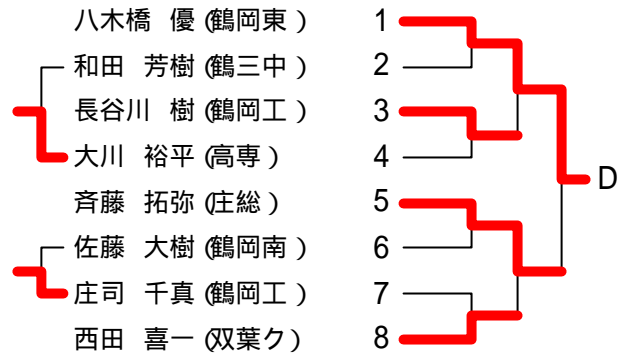 八木橋 優 (鶴岡東) 1
和田 芳樹 (鶴三中) 2
長谷川 樹 (鶴岡工) 3
大川 裕平 (高専) 4
D
斉藤 拓弥 (庄総) 5
佐藤 大樹 (鶴岡南) 6
庄司 千真 (鶴岡工) 7
西田 喜一 (双葉ク) 8